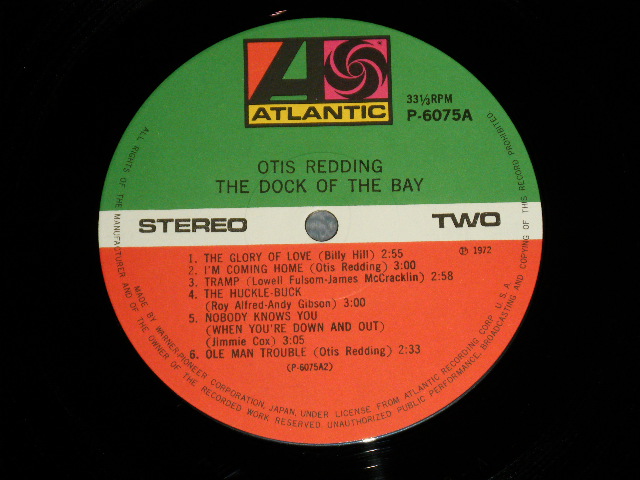 ATLANTIC
33⅓RPM
P-6075A
OTIS REDDING
THE DOCK OF THE BAY
STEREO
TWO
1. THE GLORY OF LOVE (Billy Hill) 2:55
℗ 1972
2. I'M COMING HOME (Otis Redding) 3:00
3. TRAMP (Lowell Fulsom-James McCracklin) 2:58
4. THE HUCKLE-BUCK
(Roy Alfred-Andy Gibson) 3:00
5. NOBODY KNOWS YOU
(WHEN YOU'RE DOWN AND OUT)
(Jimmie Cox) 3:05
6. OLE MAN TROUBLE (Otis Redding) 2:33
(P-6075A2)
MADE BY WARNER-PIONEER CORPORATION, JAPAN, UNDER LICENSE FROM ATLANTIC RECORDING CORP. U.S.A.
ALL RIGHTS OF THE MANUFACTURER AND OF THE OWNER OF THE RECORDED WORK RESERVED. UNAUTHORIZED PUBLIC PERFORMANCE, BROADCASTING AND COPYING OF THIS RECORD PROHIBITED